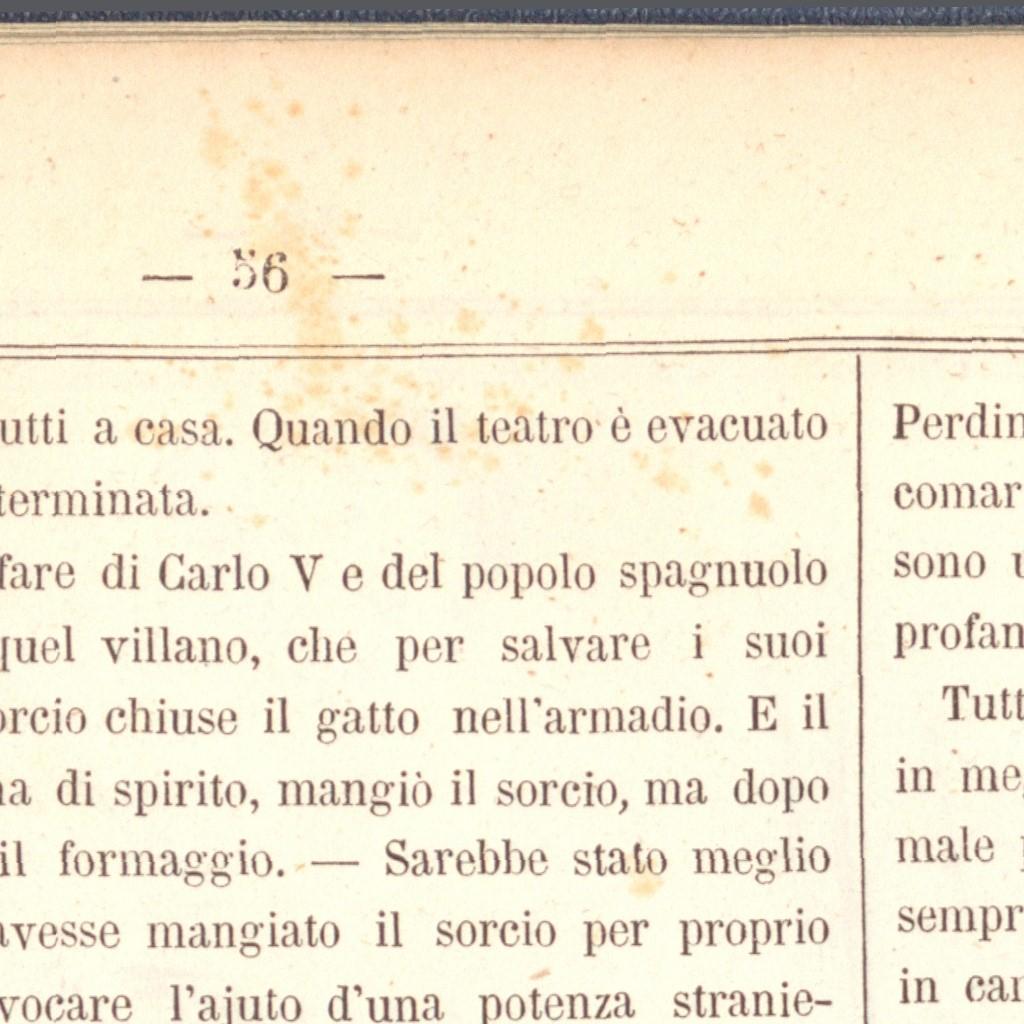 — 56 —
utti a casa. Quando il teatro è evacuato
terminata.
fare di Carlo V e del popolo spagnuolo
quel villano, che per salvare i suoi
orcio chiuse il gatto nell'armadio. E il
na di spirito, mangiò il sorcio, ma dopo
il formaggio. — Sarebbe stato meglio
avesse mangiato il sorcio per proprio
vocare l'ajuto d'una potenza stranie-
Perdin
comar
sono u
profan
Tutt
in me
male
sempr
in car